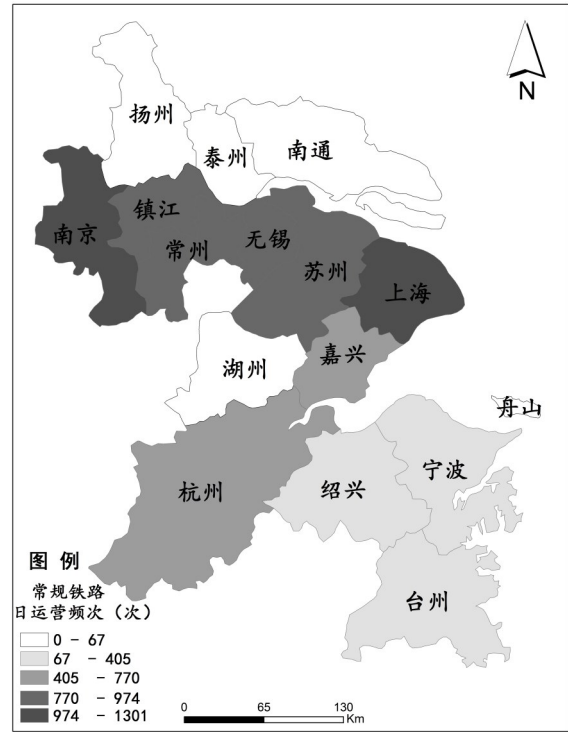 N
扬州
泰州
南通
镇江
南京
常州
无锡
苏州
上海
嘉兴
湖州
舟山
宁波
杭州
绍兴
台州
图 例
常规铁路
日运营频次（次）
0 - 67
67 - 405
405 - 770
770 - 974
974 - 1301
0 65 130
Km